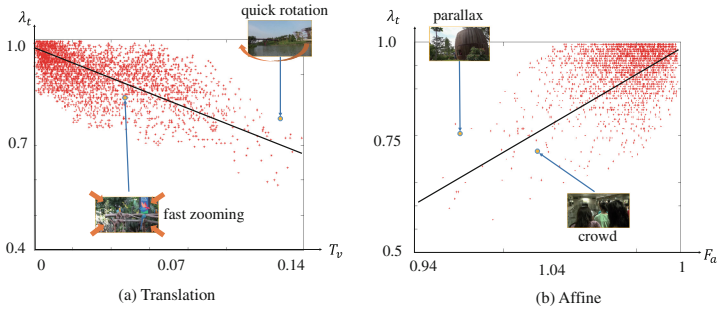 λt
quick rotation
1.0
0.7
fast zooming
0.4
0
0.07
0.14
Tv
(a) Translation
λt
parallax
1.0
0.75
crowd
0.5
0.94
1.04
1
Fa
(b) Affine